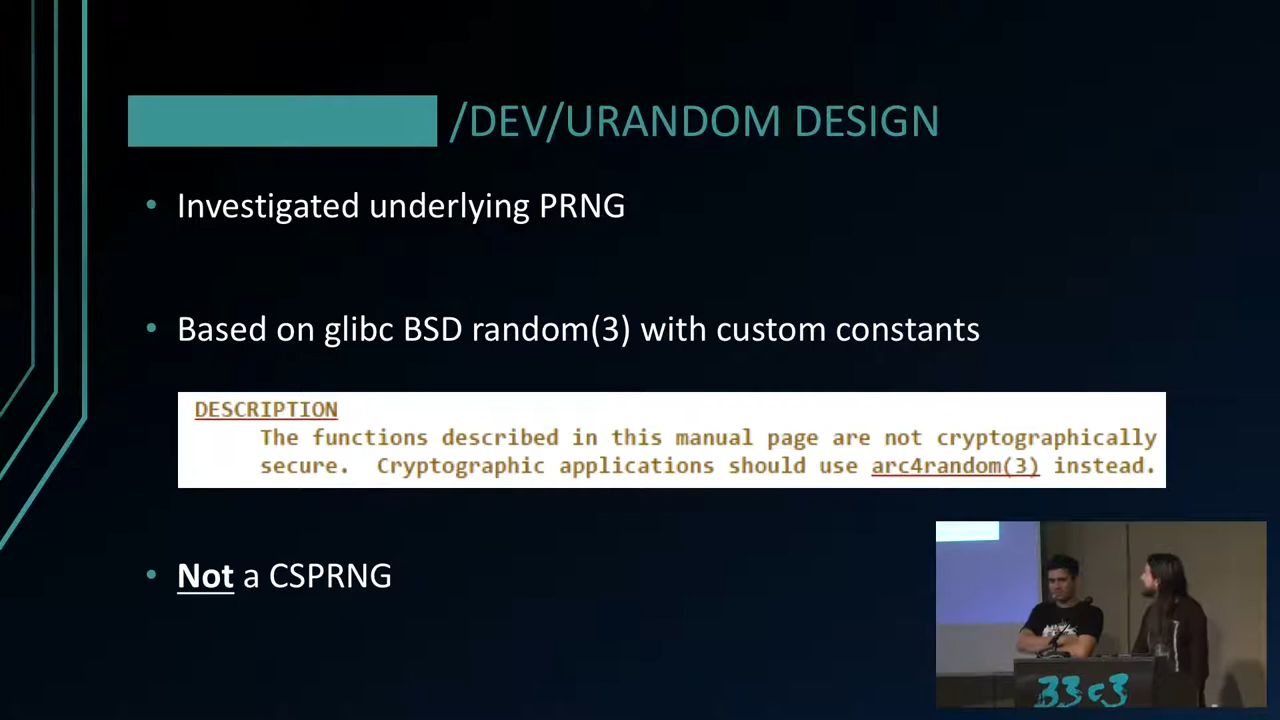 /DEV/URANDOM DESIGN
• Investigated underlying PRNG
• Based on glibc BSD random(3) with custom constants
DESCRIPTION
The functions described in this manual page are not cryptographically
secure. Cryptographic applications should use arc4random(3) instead.
• Not a CSPRNG
33c3